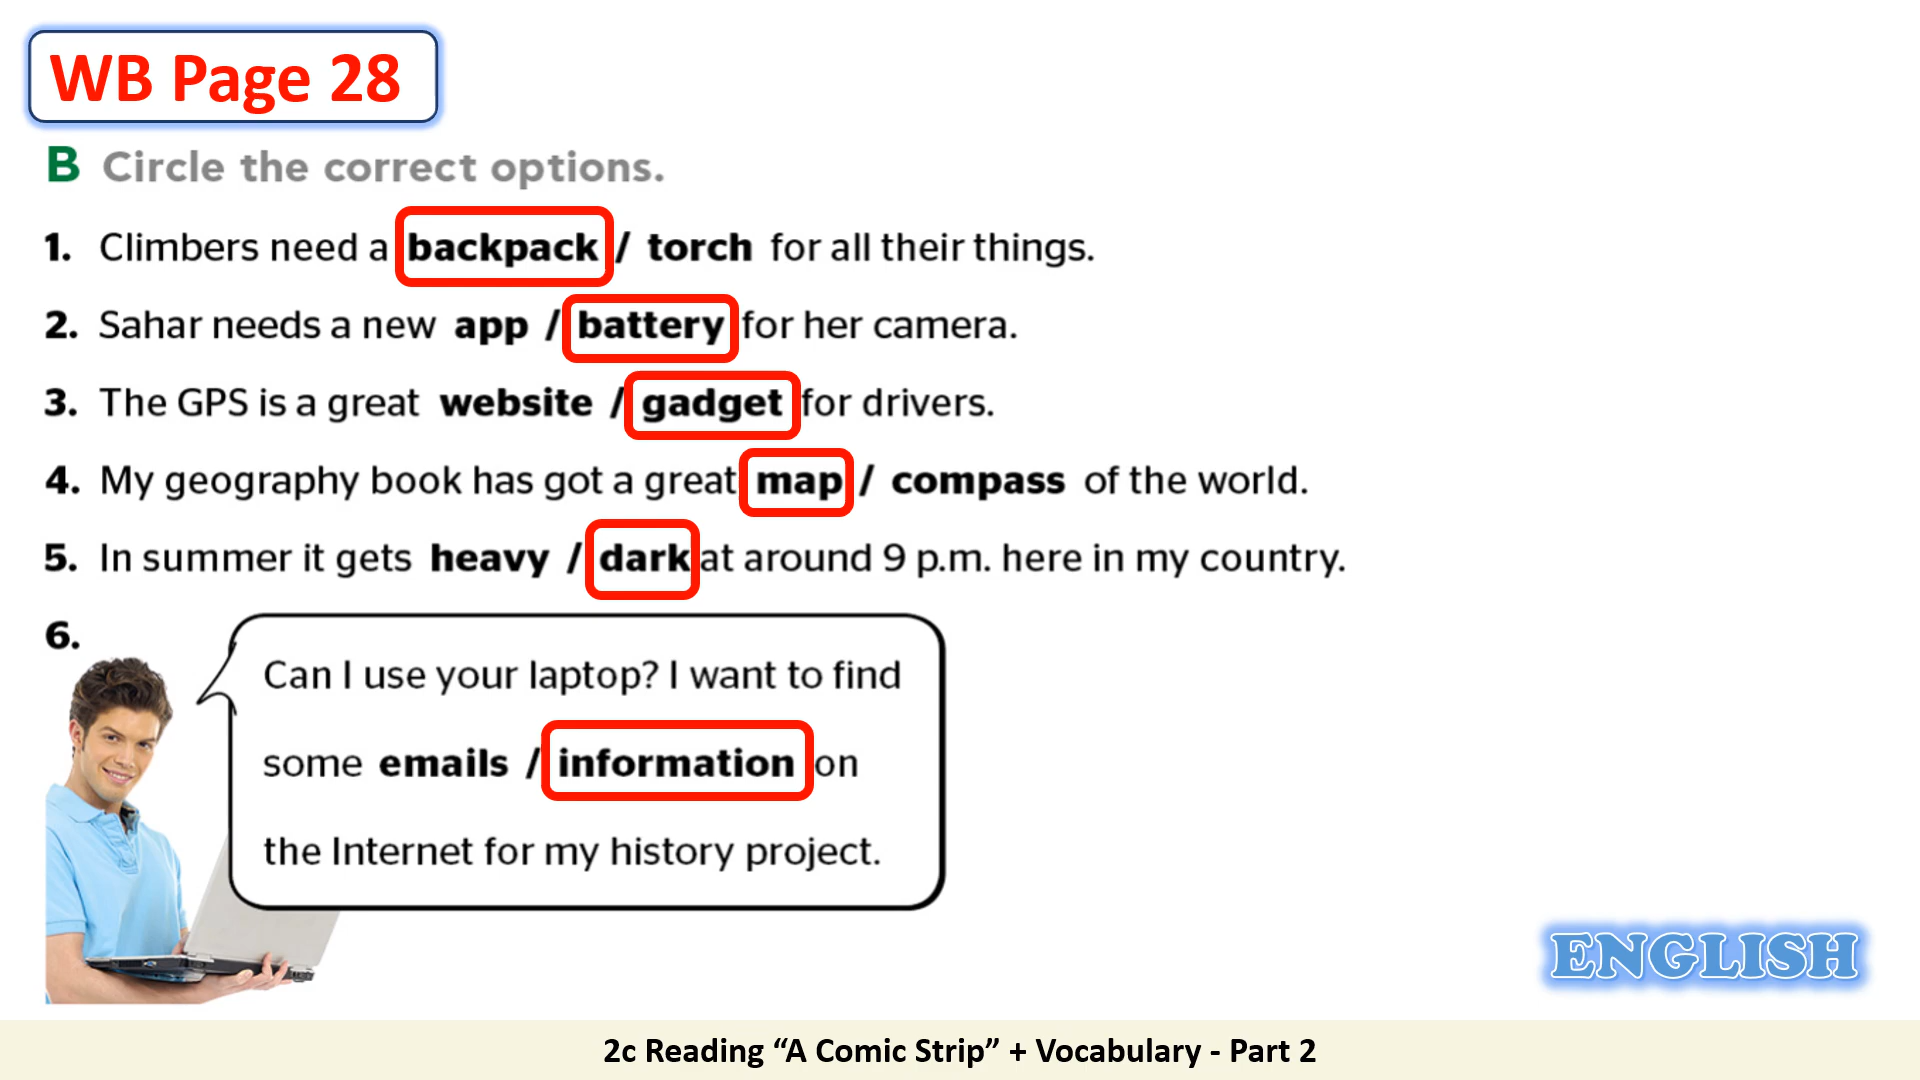 WB Page 28
B Circle the correct options.
1. Climbers need a backpack / torch for all their things.
2. Sahar needs a new app / battery for her camera.
3. The GPS is a great website / gadget for drivers.
4. My geography book has got a great map / compass of the world.
5. In summer it gets heavy / dark at around 9 p.m. here in my country.
6.
Can I use your laptop? I want to find
some emails / information on
the Internet for my history project.
ENGLISH
2c Reading “A Comic Strip” + Vocabulary - Part 2